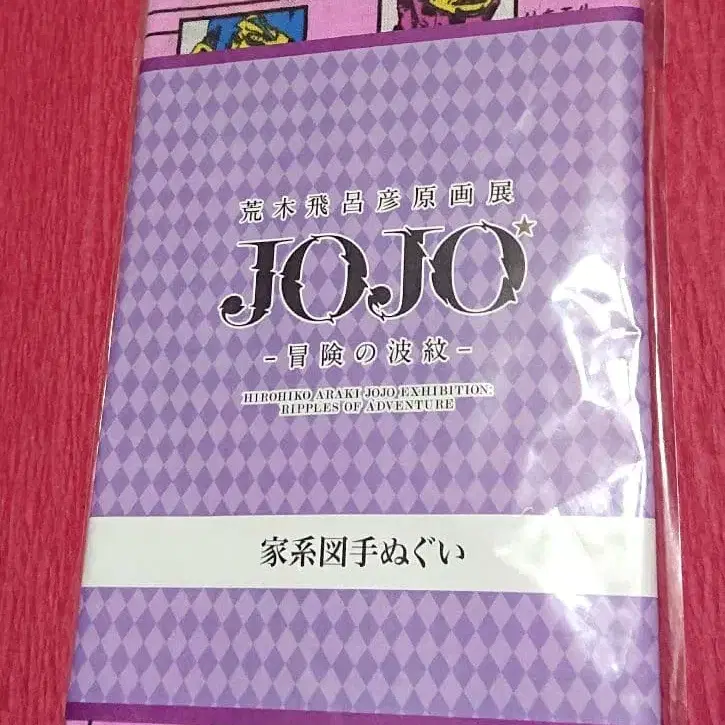 荒木飛呂彦原画展
JOJO
-冒険の波紋-
HIROHIKO ARAKI JOJO EXHIBITION:
RIPPLES OF ADVENTURE
家系図手ぬぐい